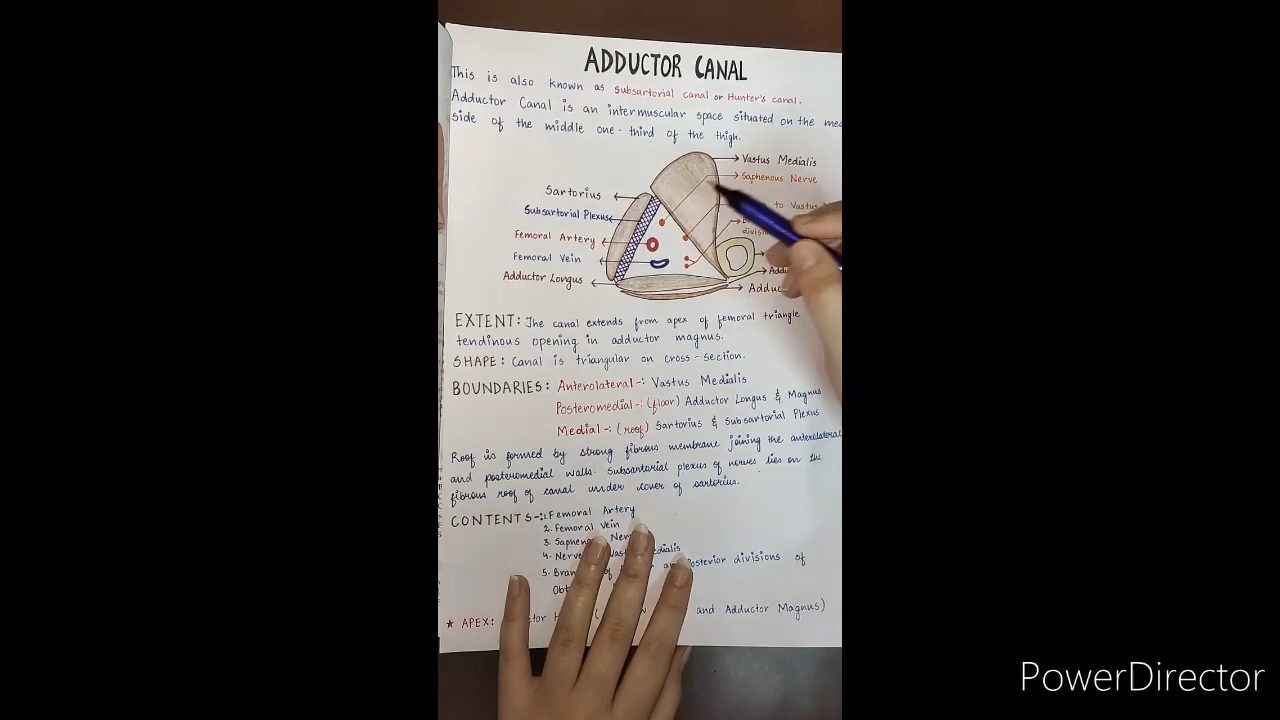 ADDUCTOR CANAL
This is also known as Subsartorial canal or Hunter's canal.
Adductor Canal is an intermuscular space situated on the
side of the middle one-third of the thigh.
Vastus Medialis
Saphenous Nerve
Sartorius
to Vastus
Subsartorial Plexus
Femoral Artery
Femoral Vein
Adductor Longus
EXTENT: The canal extends from apex of femoral triangle
tendinous opening in adductor magnus.
SHAPE: Canal is triangular on cross-section.
BOUNDARIES: Anterolateral-: Vastus Medialis
Posteromedial-: (floor) Adductor Longus & Magnus
Medial-: (roof) Sartorius & Subsartorial Plexus
Roof is formed by strong fibrous membrane joining the anterolateral
and posteromedial walls. Subsantorial plexus of nerves lies on the
fibrous roof of canal under cover of sartorius.
CONTENTS-: 1. Femoral Artery
2. Femoral Vein
3.
4.
5. posterior divisions of
★ APEX: and Adductor Magnus)
PowerDirector